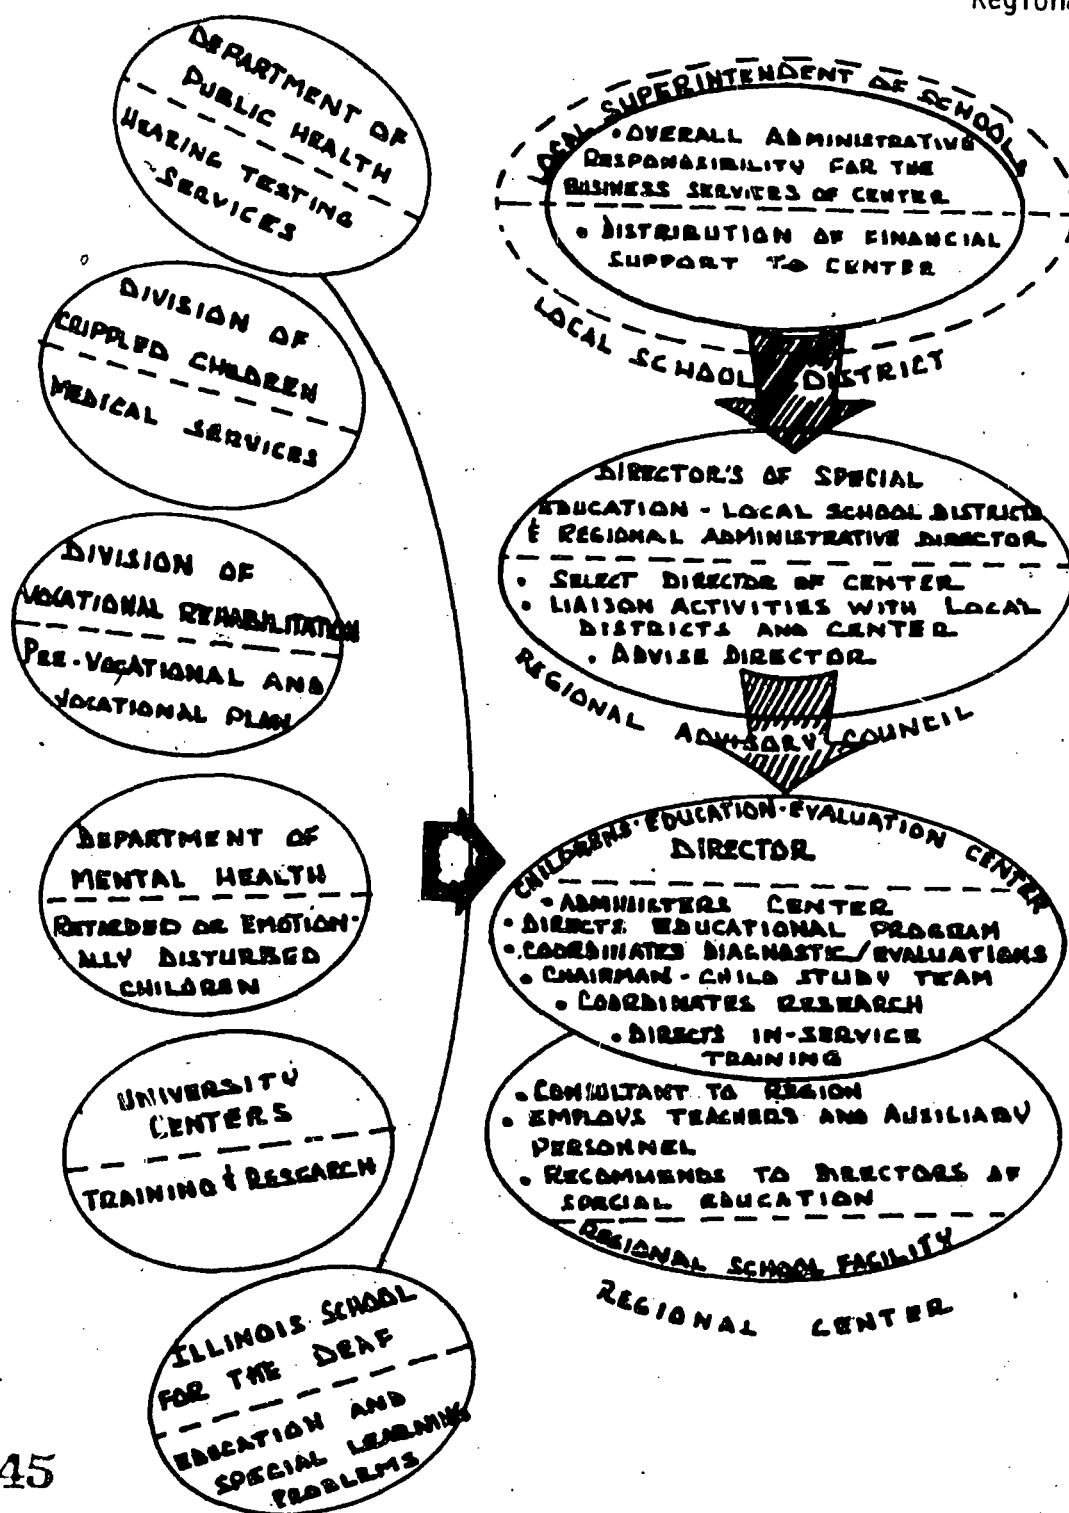 Regiona
DEPARTMENT OF
PUBLIC HEALTH
HEARING TESTING
SERVICES
DIVISION OF
CRIPPLED CHILDREN
MEDICAL SERVICES
DIVISION OF
VOCATIONAL REHABILITATION
PRE-VOCATIONAL AND
VOCATIONAL PLAN
DEPARTMENT OF
MENTAL HEALTH
RETARDED OR EMOTION-
ALLY DISTURBED
CHILDREN
UNIVERSITY
CENTERS
TRAINING & RESEARCH
ILLINOIS SCHOOL
FOR THE DEAF
EDUCATION AND
SPECIAL LEARNING
PROBLEMS
LOCAL SUPERINTENDENT OF SCHOOLS
• OVERALL ADMINISTRATIVE
RESPONSIBILITY FOR THE
BUSINESS SERVICES OF CENTER
• DISTRIBUTION OF FINANCIAL
SUPPORT TO CENTER
LOCAL SCHOOL DISTRICT
DIRECTOR'S OF SPECIAL
EDUCATION - LOCAL SCHOOL DISTRICTS
& REGIONAL ADMINISTRATIVE DIRECTOR
• SELECT DIRECTOR OF CENTER
• LIAISON ACTIVITIES WITH LOCAL
DISTRICTS AND CENTER
• ADVISE DIRECTOR
REGIONAL ADVISORY COUNCIL
CHILDRENS-EDUCATION-EVALUATION CENTER
DIRECTOR
• ADMINISTERS CENTER
• DIRECTS EDUCATIONAL PROGRAM
• COORDINATES DIAGNOSTIC/EVALUATIONS
• CHAIRMAN - CHILD STUDY TEAM
• COORDINATES RESEARCH
• DIRECTS IN-SERVICE
TRAINING
• CONSULTANT TO REGION
• EMPLOYS TEACHERS AND AUXILIARY
PERSONNEL
• RECOMMENDS TO DIRECTORS OF
SPECIAL EDUCATION
REGIONAL SCHOOL FACILITY
REGIONAL CENTER
45